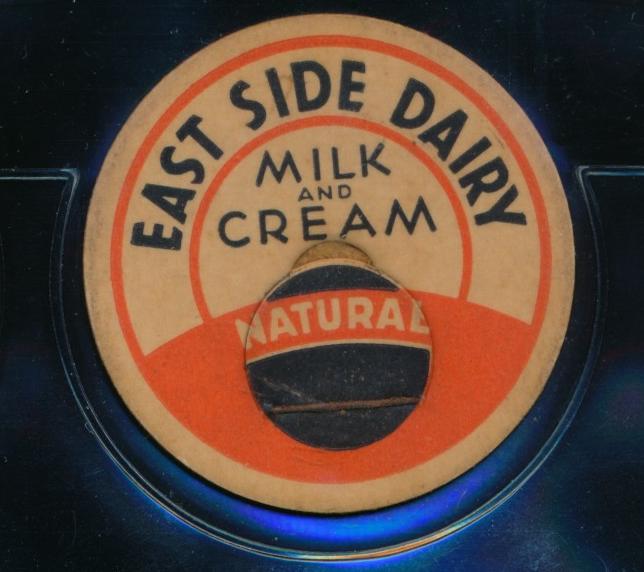 EAST SIDE DAIRY
MILK
AND
CREAM
NATURAL